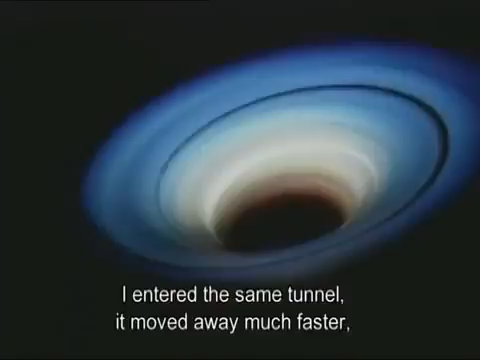 I entered the same tunnel,
it moved away much faster,